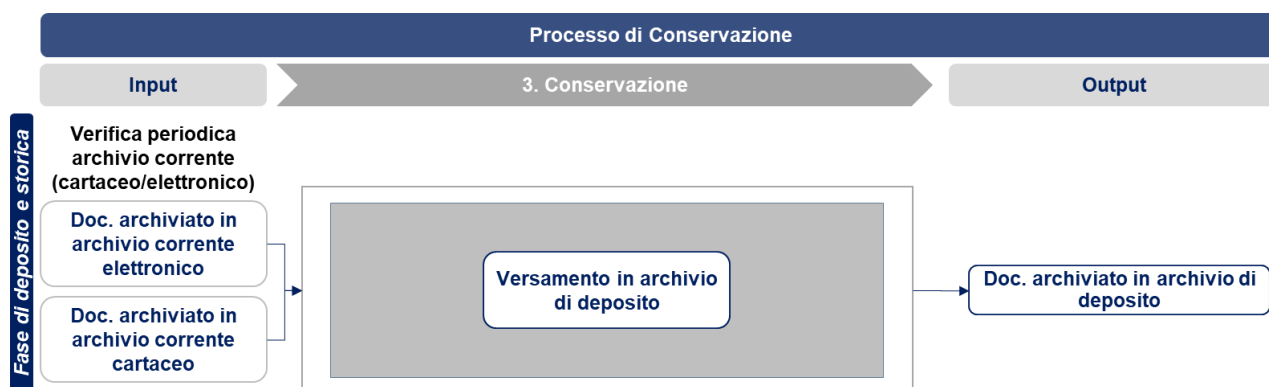 Processo di Conservazione
Input
3. Conservazione
Output
Fase di deposito e storica
Verifica periodica
archivio corrente
(cartaceo/elettronico)
Doc. archiviato in
archivio corrente
elettronico
Doc. archiviato in
archivio corrente
cartaceo
Versamento in archivio
di deposito
Doc. archiviato in archivio di
deposito